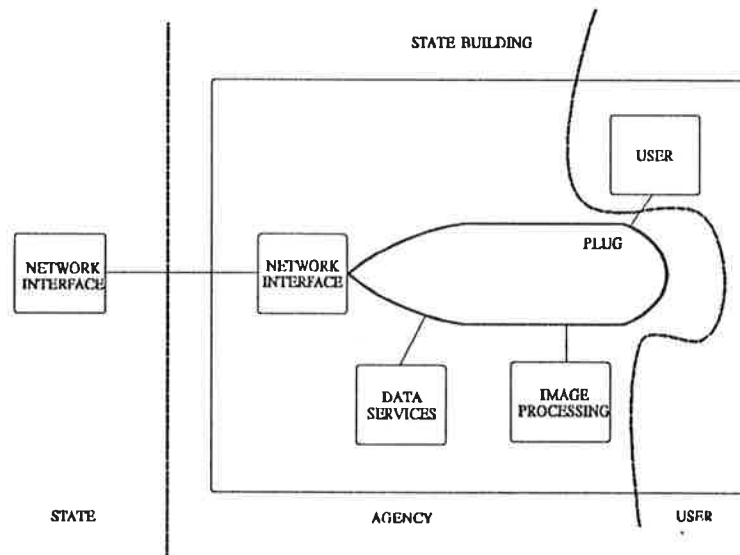 STATE BUILDING
USER
PLUG
NETWORK
INTERFACE
NETWORK
INTERFACE
DATA
SERVICES
IMAGE
PROCESSING
STATE
AGENCY
USER